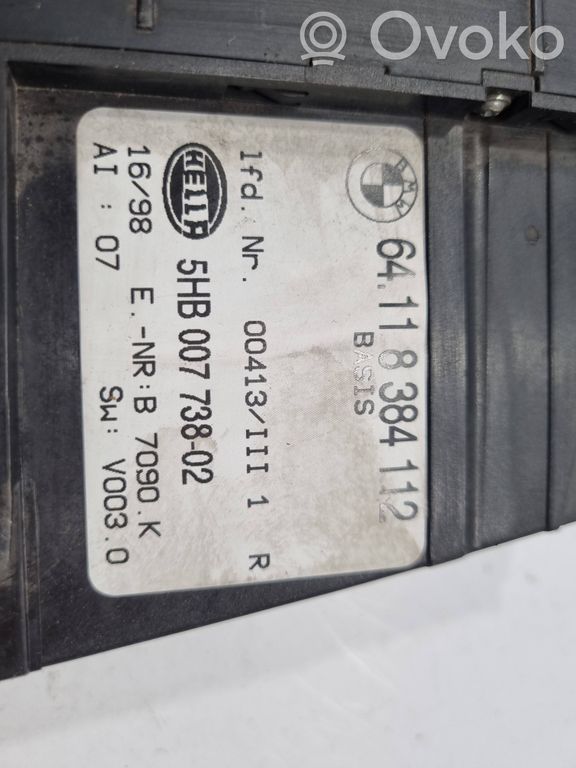 Ovoko
BMW
64.11 8 384 112
BASIS
lfd. Nr. 00413/III 1 R
HELLA 5HB 007 738-02
16/98 E.-NR:B 7090.K
AI : 07 SW: V003.0